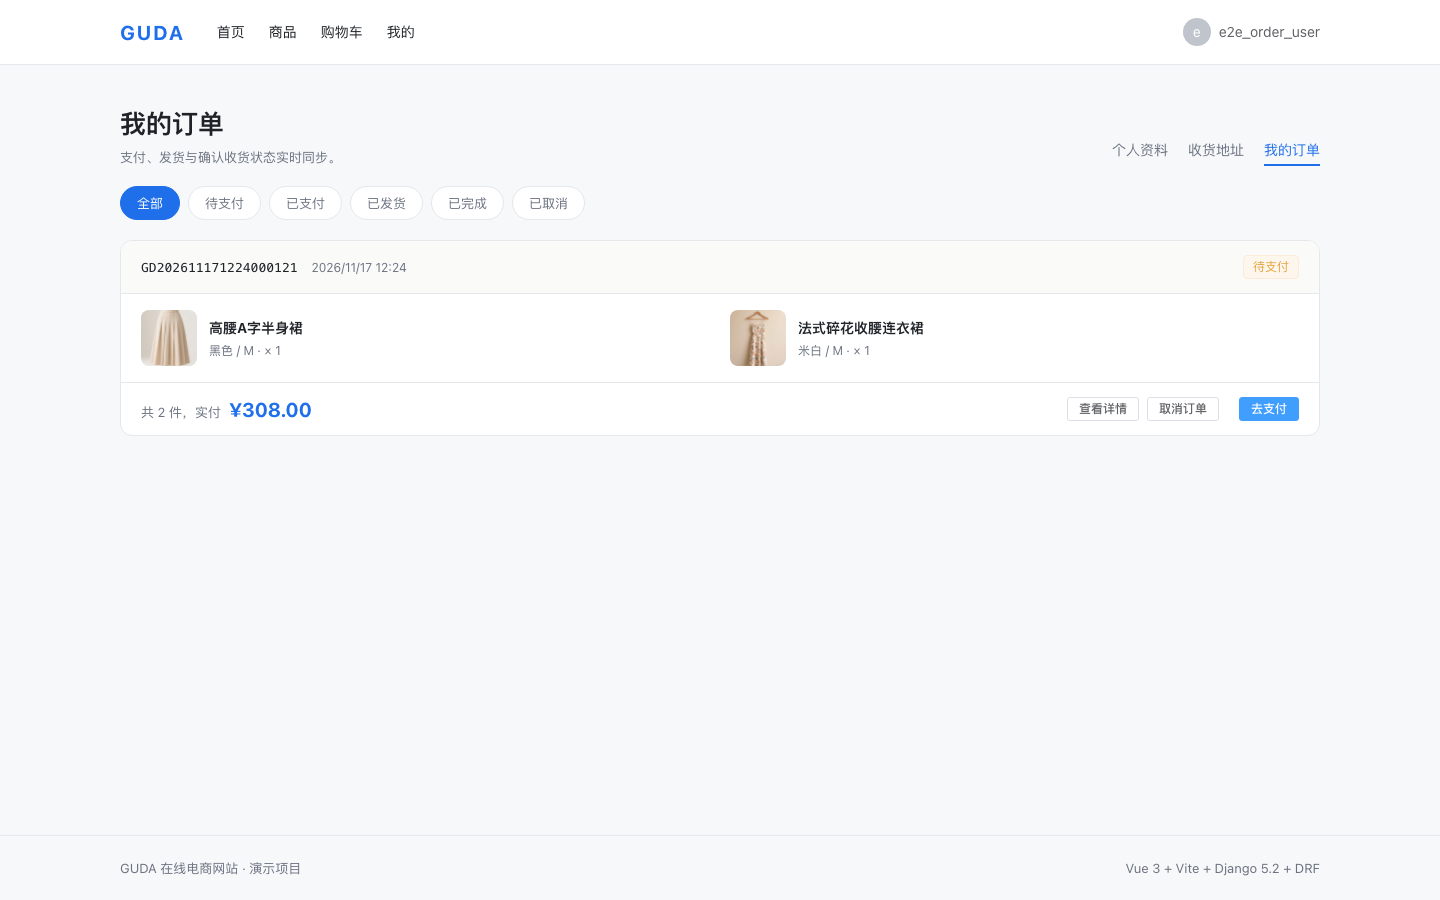 GUDA 首页 商品 购物车 我的 e e2e_order_user
我的订单
支付、发货与确认收货状态实时同步。
个人资料 收货地址 我的订单
全部 待支付 已支付 已发货 已完成 已取消
GD202611171224000121 2026/11/17 12:24 待支付
高腰A字半身裙
黑色 / M · × 1
法式碎花收腰连衣裙
米白 / M · × 1
共 2 件，实付 ¥308.00 查看详情 取消订单 去支付
GUDA 在线电商网站 · 演示项目 Vue 3 + Vite + Django 5.2 + DRF